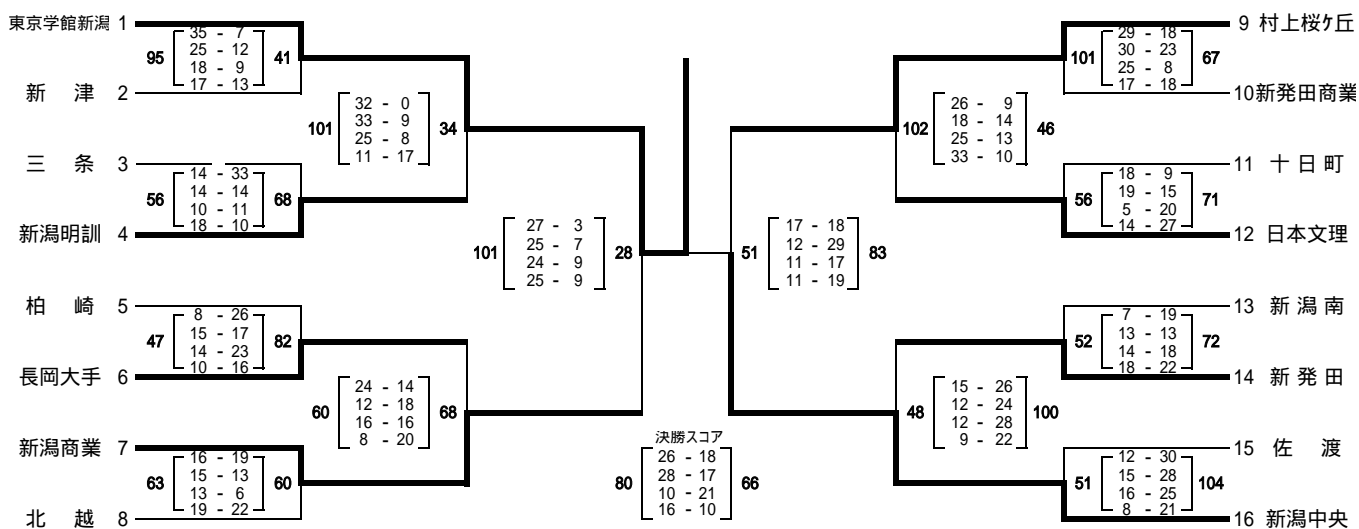 東京学館新潟 1
95
35 - 7
25 - 12
18 - 9
17 - 13
41
新 津 2
101
32 - 0
33 - 9
25 - 8
11 - 17
34
三 条 3
56
14 - 33
14 - 14
10 - 11
18 - 10
68
新潟明訓 4
101
27 - 3
25 - 7
24 - 9
25 - 9
28
柏 崎 5
47
8 - 26
15 - 17
14 - 23
10 - 16
82
長岡大手 6
60
24 - 14
12 - 18
16 - 16
8 - 20
68
新潟商業 7
63
16 - 19
15 - 13
13 - 6
19 - 22
60
北 越 8
決勝スコア
80
26 - 18
28 - 17
10 - 21
16 - 10
66
9 村上桜ケ丘
101
29 - 18
30 - 23
25 - 8
17 - 18
67
10 新発田商業
102
26 - 9
18 - 14
25 - 13
33 - 10
46
11 十 日 町
56
18 - 9
19 - 15
5 - 20
14 - 27
71
12 日本文理
51
17 - 18
12 - 29
11 - 17
11 - 19
83
13 新 潟 南
52
7 - 19
13 - 13
14 - 18
18 - 22
72
14 新 発 田
48
15 - 26
12 - 24
12 - 28
9 - 22
100
15 佐 渡
51
12 - 30
15 - 28
16 - 25
8 - 21
104
16 新潟中央